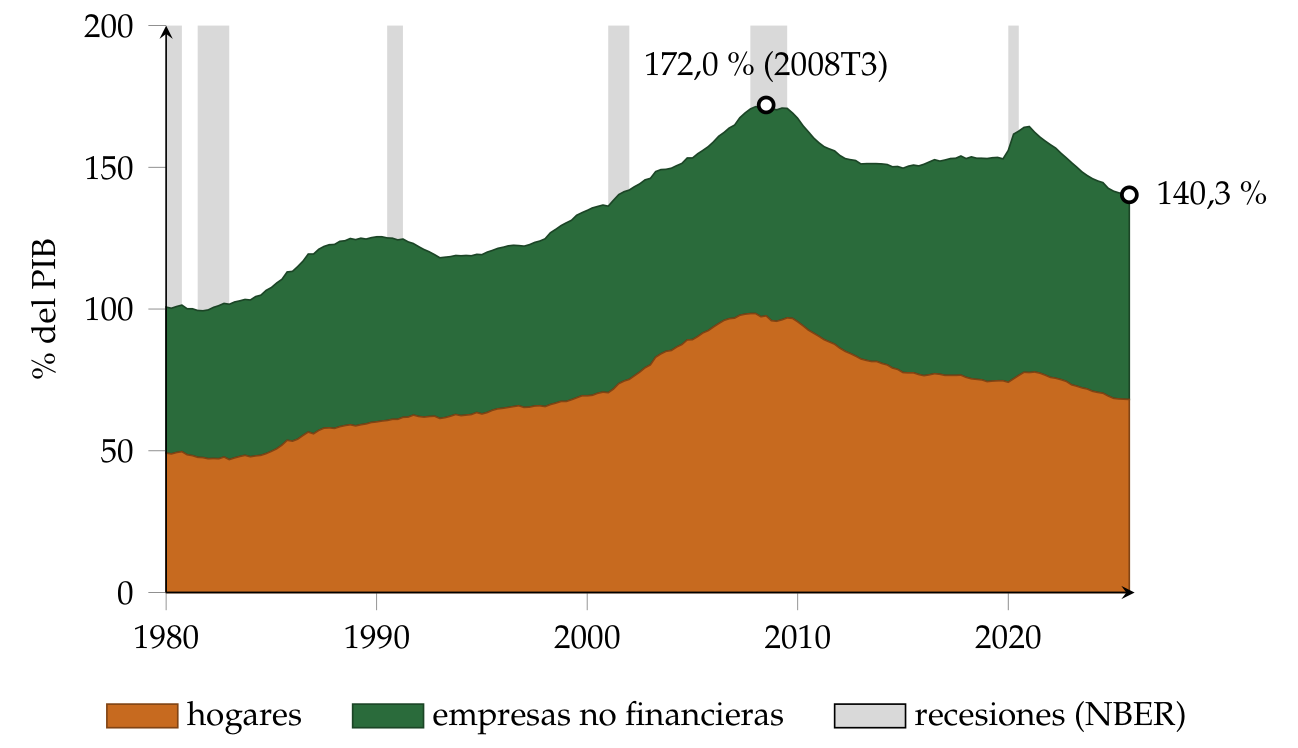 200
172,0 % (2008T3)
150
140,3 %
% del PIB
100
50
0
1980 1990 2000 2010 2020
hogares empresas no financieras recesiones (NBER)